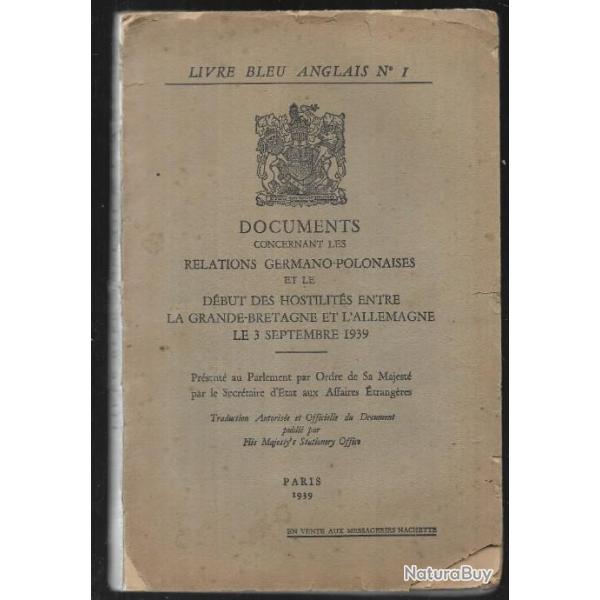 LIVRE BLEU ANGLAIS Nº 1
DOCUMENTS
CONCERNANT LES
RELATIONS GERMANO-POLONAISES
ET LE
DÉBUT DES HOSTILITÉS ENTRE
LA GRANDE-BRETAGNE ET L'ALLEMAGNE
LE 3 SEPTEMBRE 1939
Présenté au Parlement par Ordre de Sa Majesté
par le Secrétaire d'Etat aux Affaires Étrangères
Traduction Autorisée et Officielle du Document
publié par
His Majesty's Stationery Office
PARIS
1939
EN VENTE AUX MESSAGERIES HACHETTE
NaturaBuy